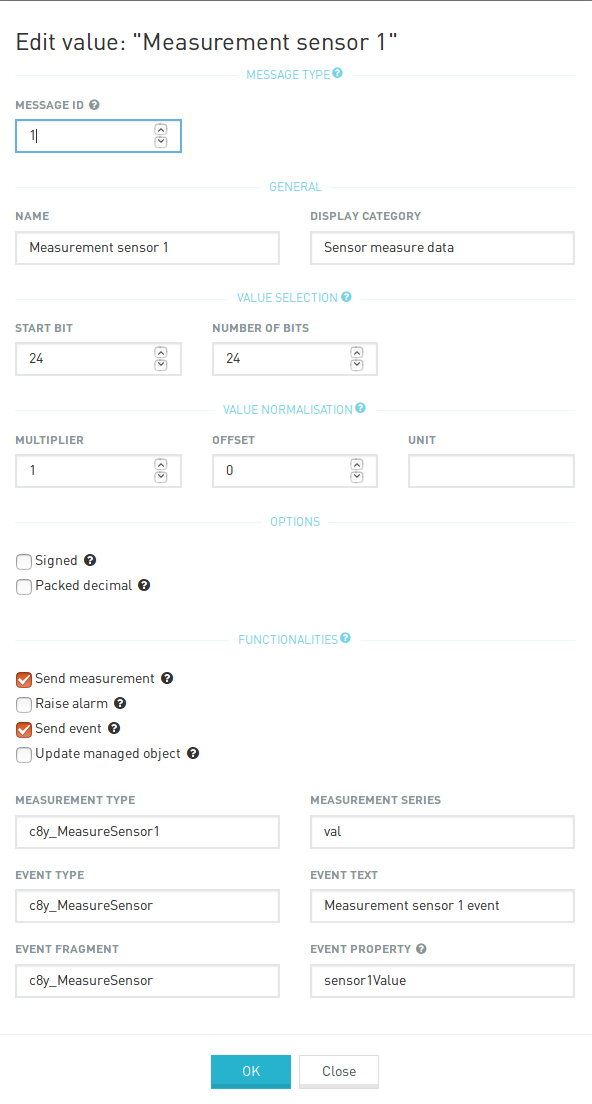 Edit value: "Measurement sensor 1"
MESSAGE TYPE ?
MESSAGE ID ?
1
GENERAL
NAME DISPLAY CATEGORY
Measurement sensor 1 Sensor measure data
VALUE SELECTION ?
START BIT NUMBER OF BITS
24 24
VALUE NORMALISATION ?
MULTIPLIER OFFSET UNIT
1 0
OPTIONS
Signed ?
Packed decimal ?
FUNCTIONALITIES ?
Send measurement ?
Raise alarm ?
Send event ?
Update managed object ?
MEASUREMENT TYPE MEASUREMENT SERIES
c8y_MeasureSensor1 val
EVENT TYPE EVENT TEXT
c8y_MeasureSensor Measurement sensor 1 event
EVENT FRAGMENT EVENT PROPERTY ?
c8y_MeasureSensor sensor1Value
OK Close